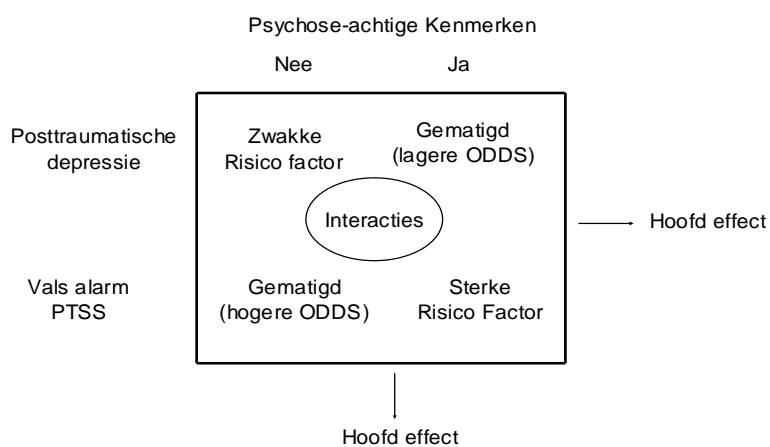 Psychose-achtige Kenmerken
Nee Ja
Posttraumatische
depressie
Zwakke
Risico factor
Gematigd
(lagere ODDS)
Interacties
Hoofd effect
Vals alarm
PTSS
Gematigd
(hogere ODDS)
Sterke
Risico Factor
Hoofd effect